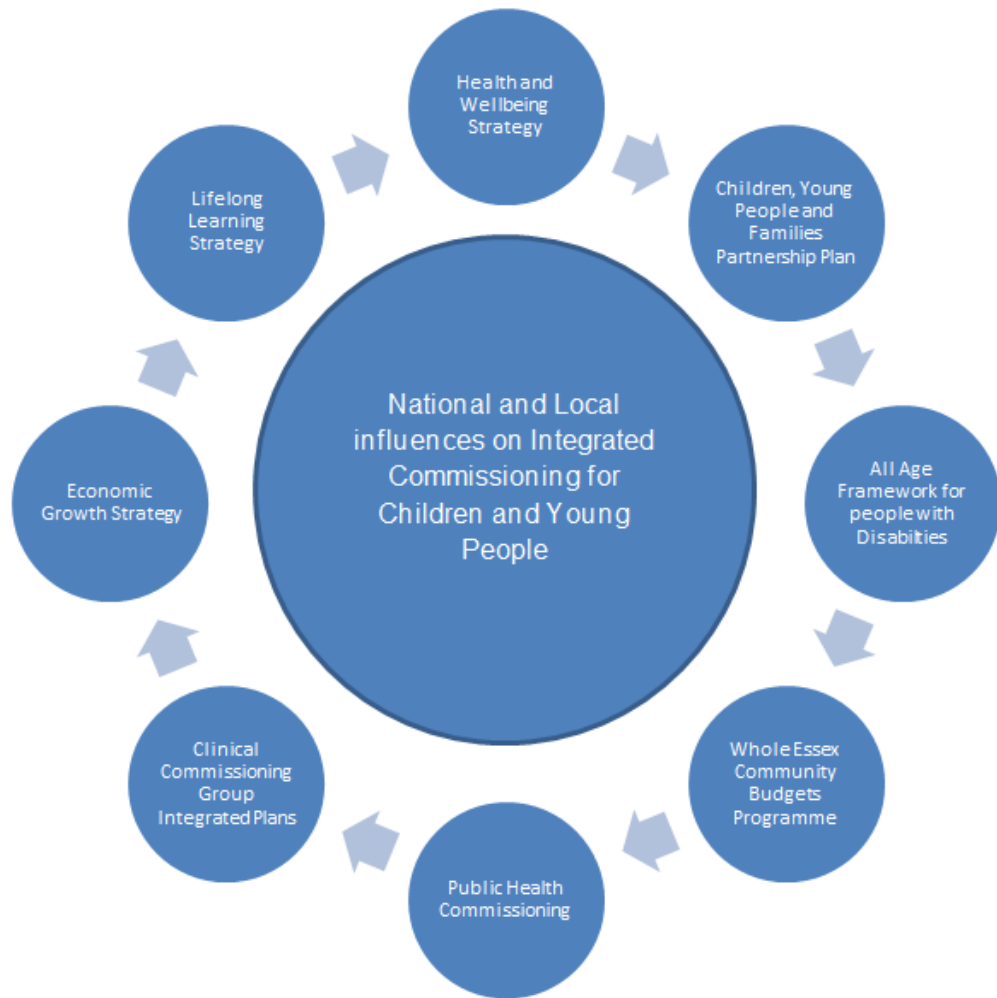 Health and
Wellbeing
Strategy
Children, Young
People and
Families
Partnership Plan
All Age
Framework for
people with
Disabilties
Whole Essex
Community
Budgets
Programme
Public Health
Commissioning
Clinical
Commissioning
Group
Integrated Plans
Economic
Growth Strategy
Lifelong
Learning
Strategy
National and Local
influences on Integrated
Commissioning for
Children and Young
People